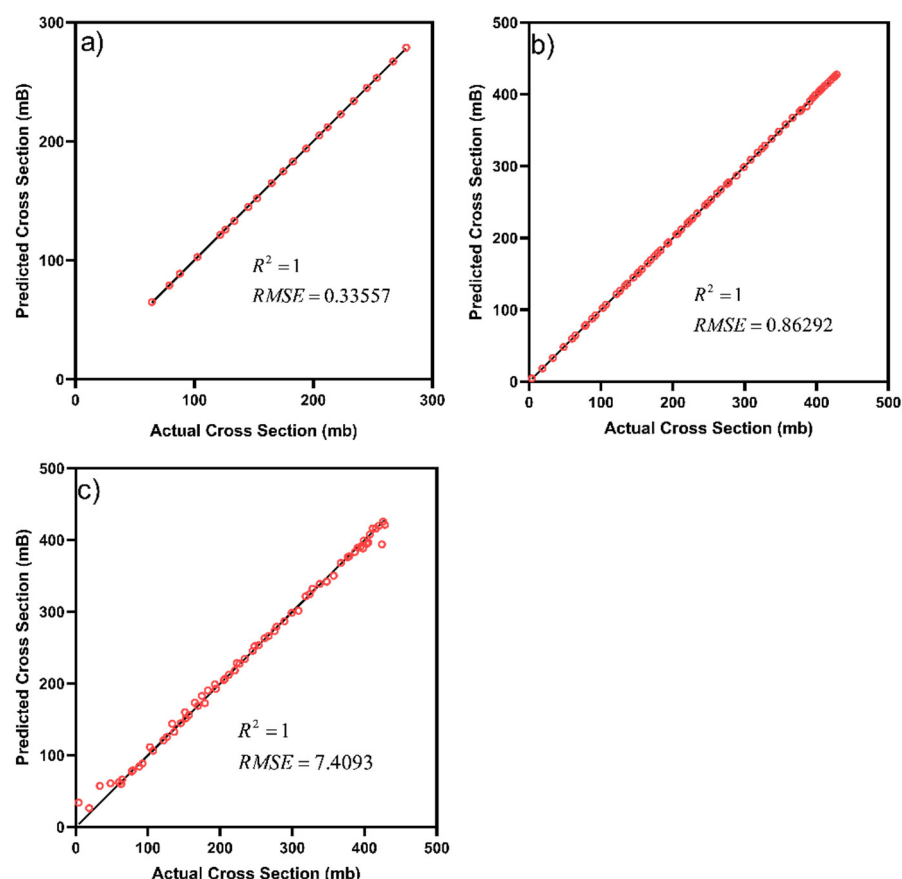 a)
300
200
100
0
Predicted Cross Section (mB)
R² = 1
RMSE = 0.33557
0 100 200 300
Actual Cross Section (mb)
b)
500
400
300
200
100
0
Predicted Cross Section (mB)
R² = 1
RMSE = 0.86292
0 100 200 300 400 500
Actual Cross Section (mb)
c)
500
400
300
200
100
0
Predicted Cross Section (mB)
R² = 1
RMSE = 7.4093
0 100 200 300 400 500
Actual Cross Section (mb)